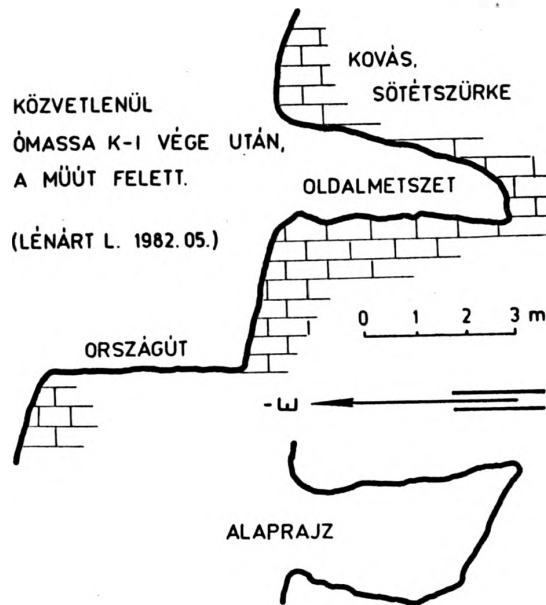 KÖZVETLENÜL
ÓMASSA K-I VÉGE UTÁN,
A MŰÚT FELETT.
(LÉNÁRT L. 1982.05.)
KOVÁS,
SÖTÉTSZÜRKE
OLDALMETSZET
0 1 2 3 m
ORSZÁGÚT
-É
ALAPRAJZ